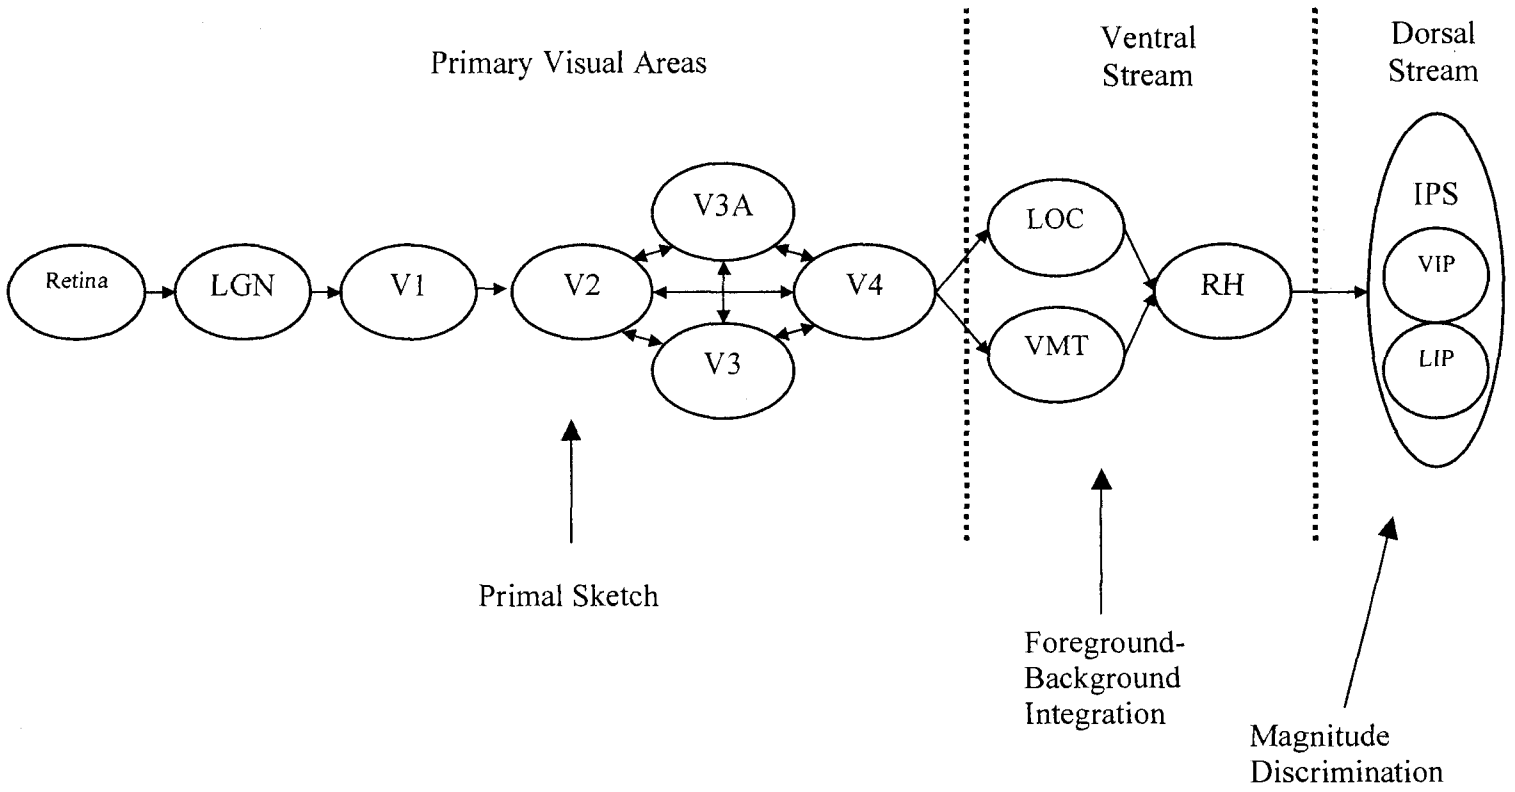 Primary Visual Areas
Ventral
Stream
Dorsal
Stream
Retina
LGN
V1
V2
V3A
V3
V4
LOC
VMT
RH
IPS
VIP
LIP
Primal Sketch
Foreground-
Background
Integration
Magnitude
Discrimination